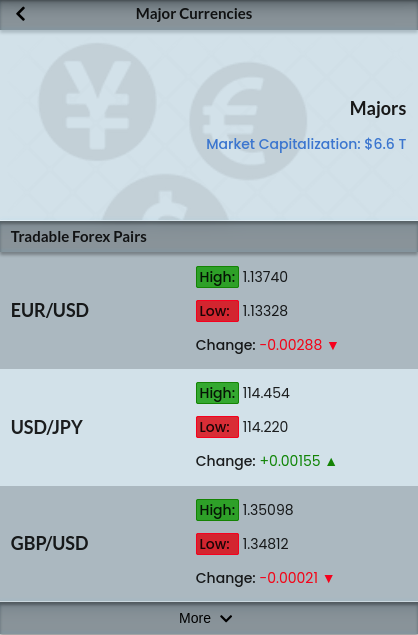 Major Currencies
Majors
Market Capitalization: $6.6 T
Tradable Forex Pairs
EUR/USD
High: 1.13740
Low: 1.13328
Change: -0.00288 ▼
USD/JPY
High: 114.454
Low: 114.220
Change: +0.00155 ▲
GBP/USD
High: 1.35098
Low: 1.34812
Change: -0.00021 ▼
More